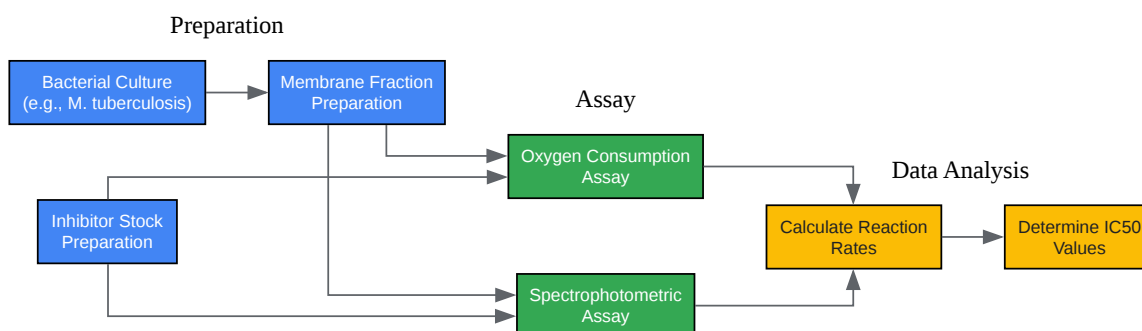 Preparation
Bacterial Culture
(e.g., M. tuberculosis)
Membrane Fraction
Preparation
Assay
Oxygen Consumption
Assay
Data Analysis
Inhibitor Stock
Preparation
Calculate Reaction
Rates
Determine IC50
Values
Spectrophotometric
Assay